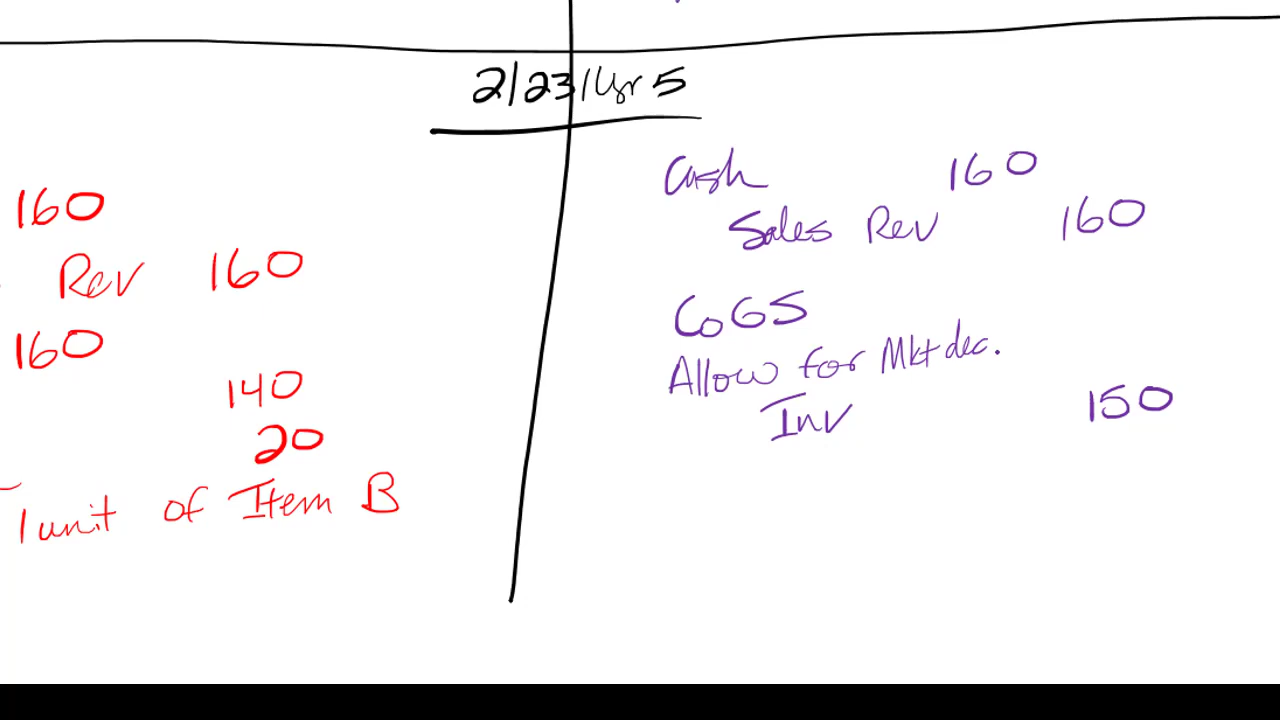 2/23/Yr 5
160
Rev 160
160
140
20
1 unit of Item B
Cash 160
Sales Rev 160
CoGS
Allow for Mkt dec.
Inv 150